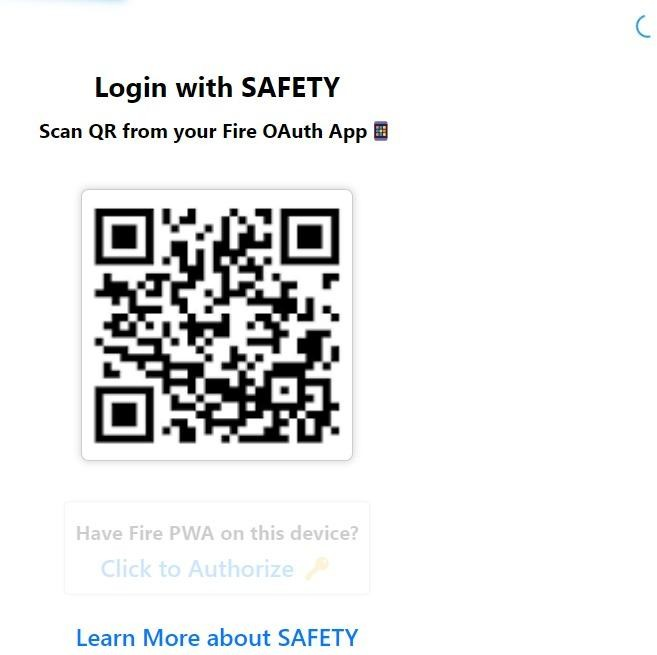 Login with SAFETY
Scan QR from your Fire OAuth App 📱
Have Fire PWA on this device?
Click to Authorize 🔑
Learn More about SAFETY